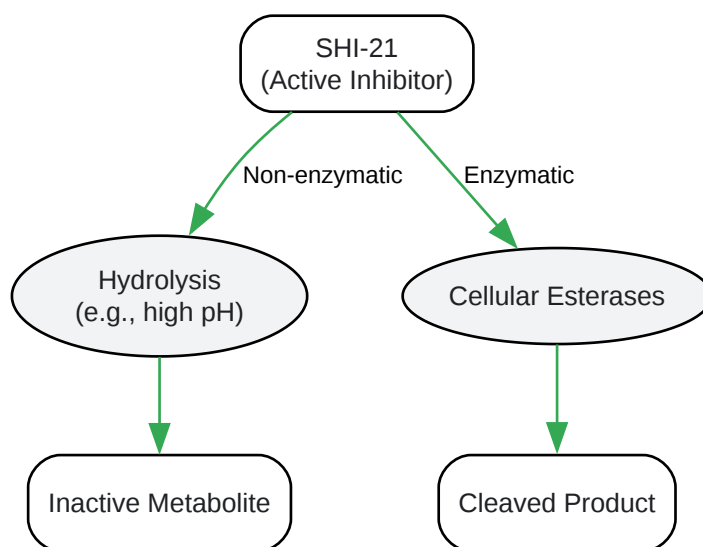 SHI-21
(Active Inhibitor)
Non-enzymatic
Enzymatic
Hydrolysis
(e.g., high pH)
Cellular Esterases
Inactive Metabolite
Cleaved Product